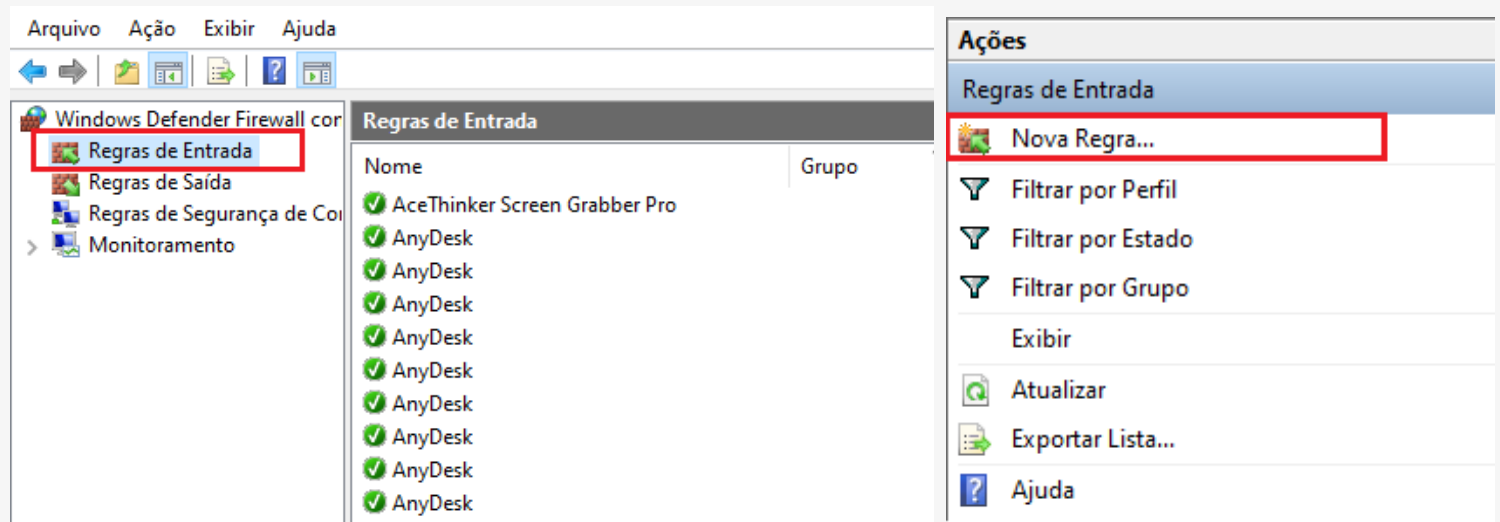 Arquivo Ação Exibir Ajuda
Windows Defender Firewall cor
Regras de Entrada
Regras de Saída
Regras de Segurança de Cor
Monitoramento
Regras de Entrada
Nome Grupo
AceThinker Screen Grabber Pro
AnyDesk
AnyDesk
AnyDesk
AnyDesk
AnyDesk
AnyDesk
AnyDesk
AnyDesk
AnyDesk
Ações
Regras de Entrada
Nova Regra...
Filtrar por Perfil
Filtrar por Estado
Filtrar por Grupo
Exibir
Atualizar
Exportar Lista...
Ajuda